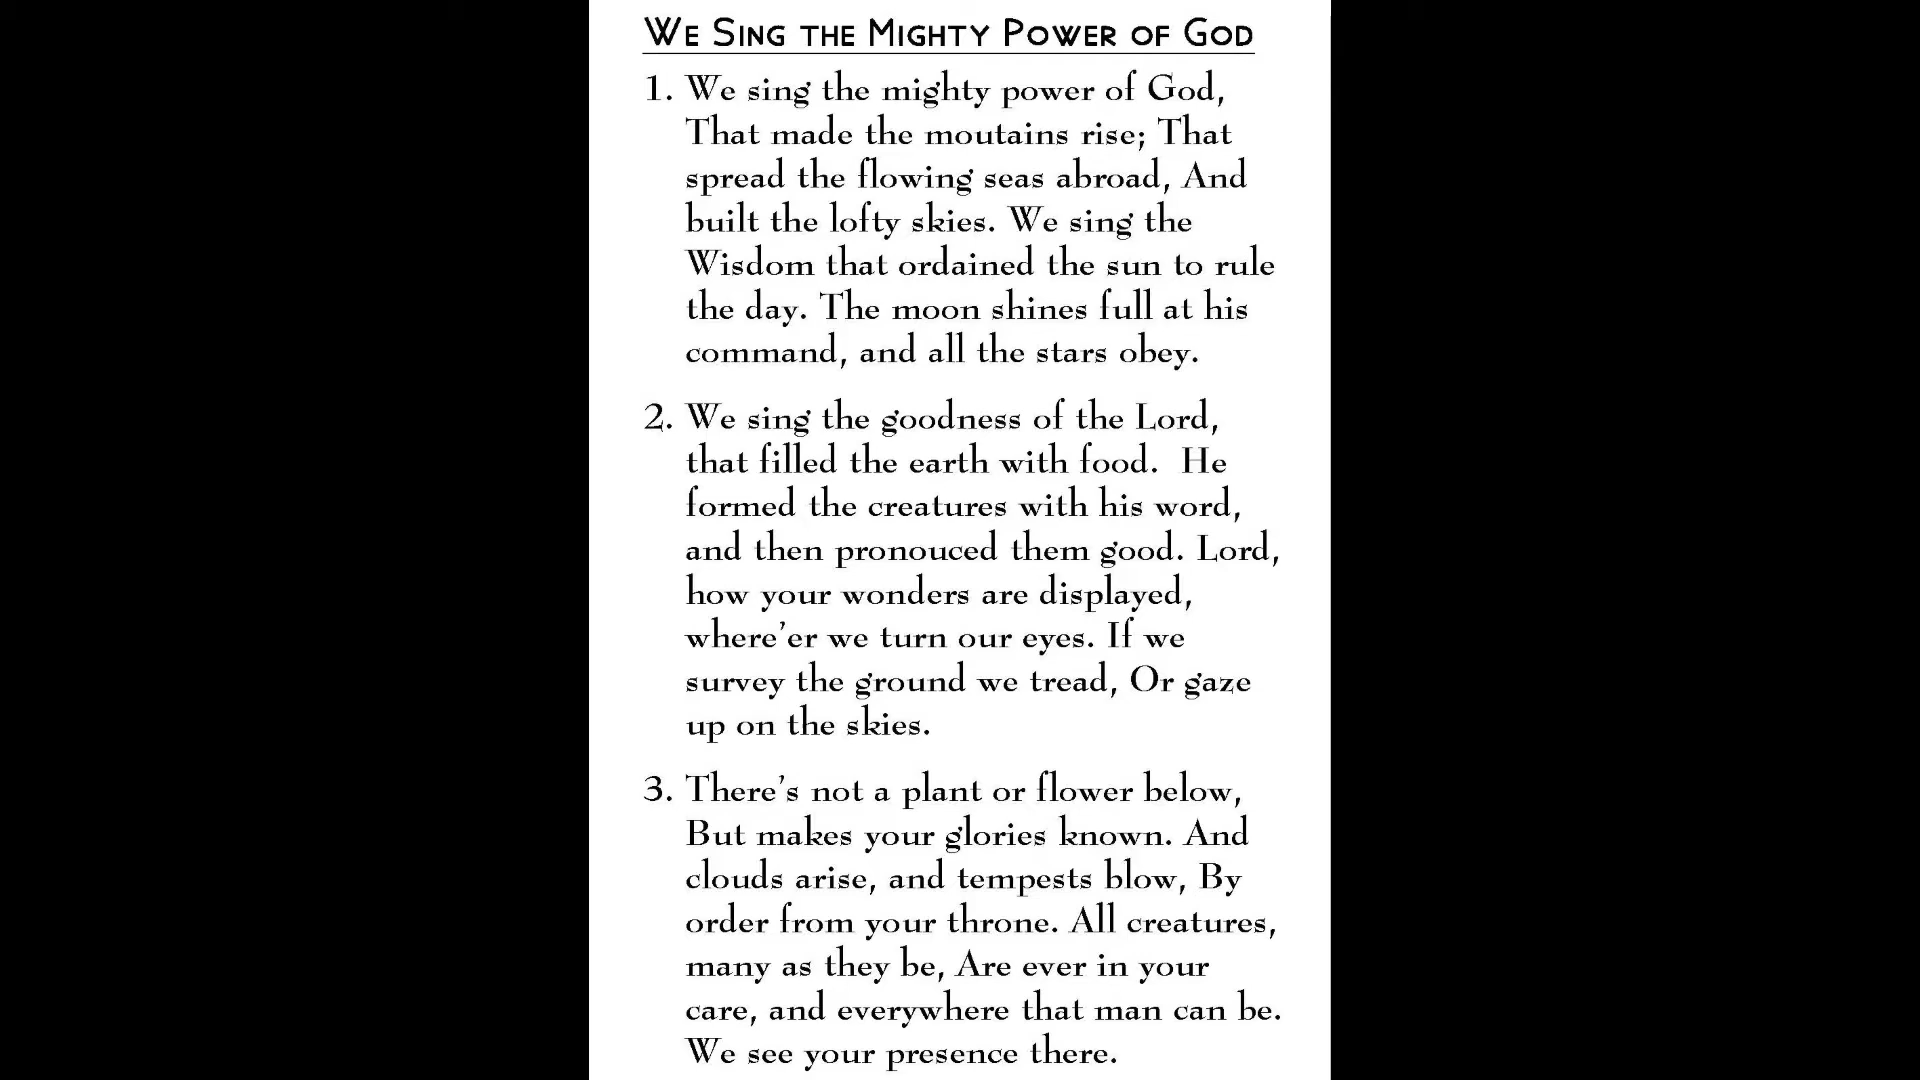 We Sing the Mighty Power of God
1. We sing the mighty power of God,
That made the moutains rise; That
spread the flowing seas abroad, And
built the lofty skies. We sing the
Wisdom that ordained the sun to rule
the day. The moon shines full at his
command, and all the stars obey.
2. We sing the goodness of the Lord,
that filled the earth with food.  He
formed the creatures with his word,
and then pronouced them good. Lord,
how your wonders are displayed,
where'er we turn our eyes. If we
survey the ground we tread, Or gaze
up on the skies.
3. There's not a plant or flower below,
But makes your glories known. And
clouds arise, and tempests blow, By
order from your throne. All creatures,
many as they be, Are ever in your
care, and everywhere that man can be.
We see your presence there.